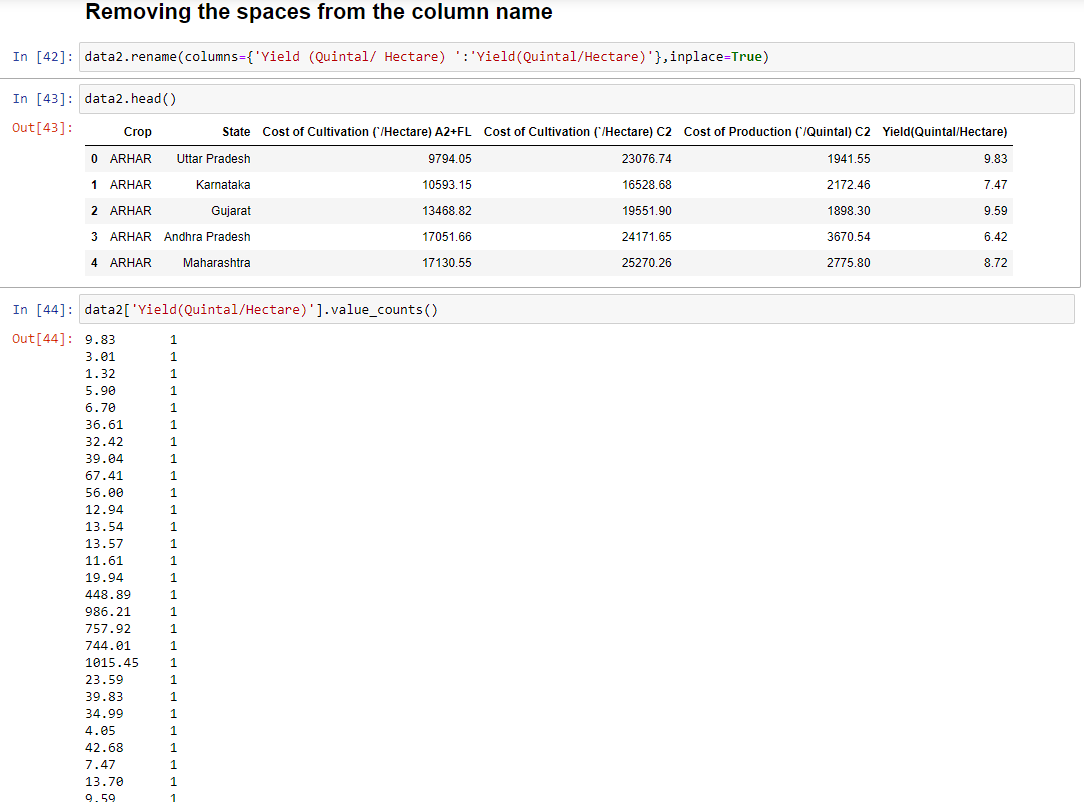 Removing the spaces from the column name
In [42]: data2.rename(columns={'Yield (Quintal/ Hectare) ':'Yield(Quintal/Hectare)'},inplace=True)
In [43]: data2.head()
Out[43]:
Crop State Cost of Cultivation (`/Hectare) A2+FL Cost of Cultivation (`/Hectare) C2 Cost of Production (`/Quintal) C2 Yield(Quintal/Hectare)
0 ARHAR Uttar Pradesh 9794.05 23076.74 1941.55 9.83
1 ARHAR Karnataka 10593.15 16528.68 2172.46 7.47
2 ARHAR Gujarat 13468.82 19551.90 1898.30 9.59
3 ARHAR Andhra Pradesh 17051.66 24171.65 3670.54 6.42
4 ARHAR Maharashtra 17130.55 25270.26 2775.80 8.72
In [44]: data2['Yield(Quintal/Hectare)'].value_counts()
Out[44]: 9.83 1
3.01 1
1.32 1
5.90 1
6.70 1
36.61 1
32.42 1
39.04 1
67.41 1
56.00 1
12.94 1
13.54 1
13.57 1
11.61 1
19.94 1
448.89 1
986.21 1
757.92 1
744.01 1
1015.45 1
23.59 1
39.83 1
34.99 1
4.05 1
42.68 1
7.47 1
13.70 1
9.59 1